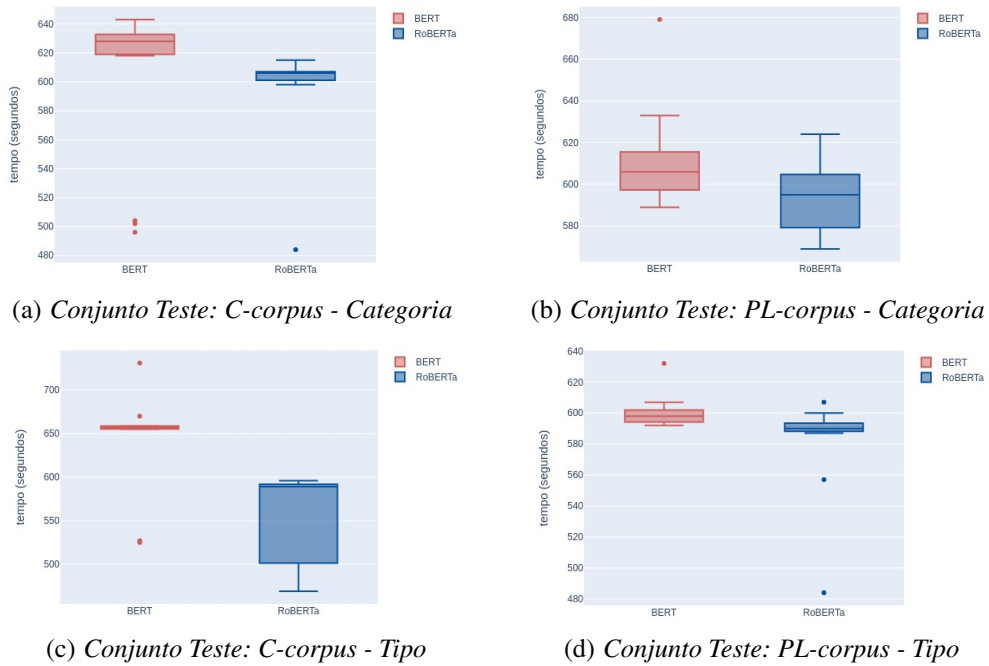 640
620
600
580
560
540
520
500
480
tempo (segundos)
BERT
RoBERTa
BERT
RoBERTa
(a) Conjunto Teste: C-corpus - Categoria
680
660
640
620
600
580
tempo (segundos)
BERT
RoBERTa
BERT
RoBERTa
(b) Conjunto Teste: PL-corpus - Categoria
700
650
600
550
500
tempo (segundos)
BERT
RoBERTa
BERT
RoBERTa
(c) Conjunto Teste: C-corpus - Tipo
640
620
600
580
560
540
520
500
480
tempo (segundos)
BERT
RoBERTa
BERT
RoBERTa
(d) Conjunto Teste: PL-corpus - Tipo